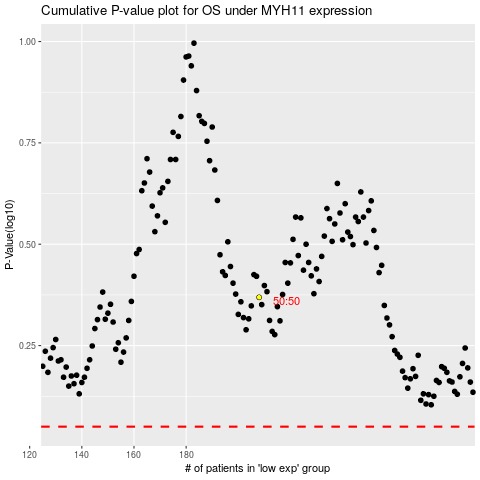 Cumulative P-value plot for OS under MYH11 expression
P-Value(log10)
1.00
0.75
0.50
0.25
50:50
120 140 160 180
# of patients in 'low exp' group